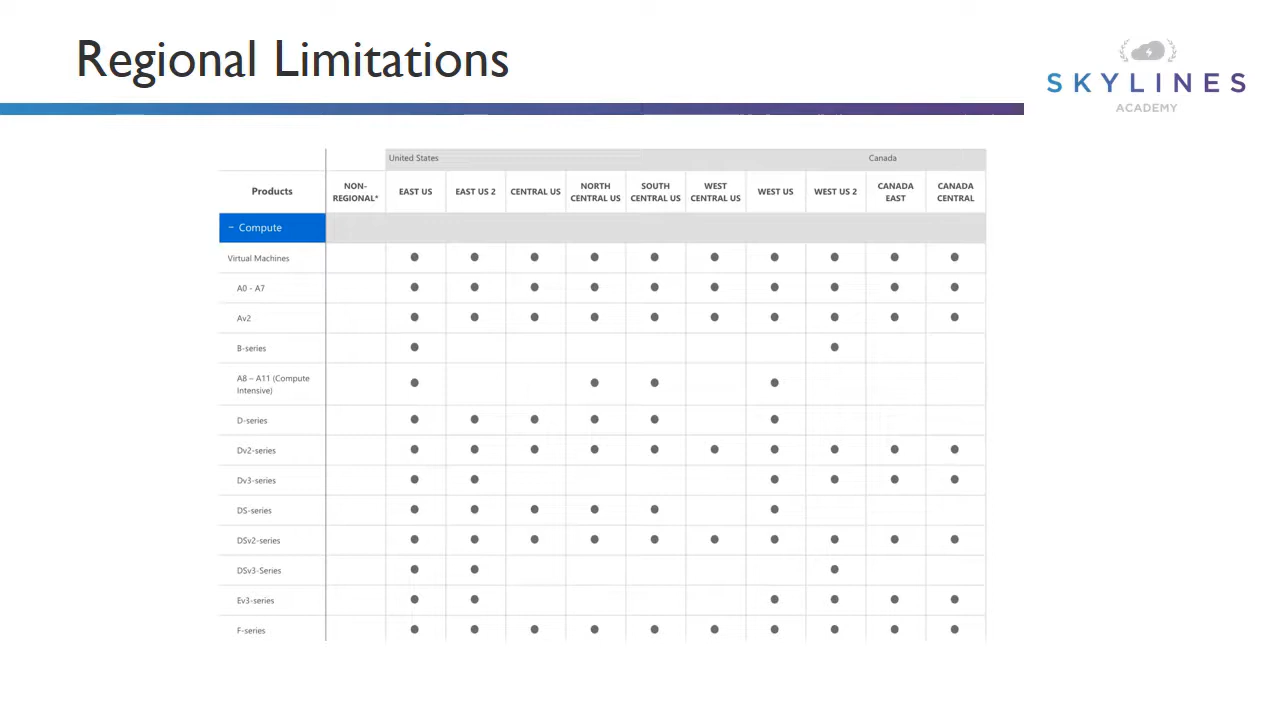 Regional Limitations
SKYLINES
ACADEMY
United States
Canada
Products
NON-
REGIONAL*
EAST US
EAST US 2
CENTRAL US
NORTH
CENTRAL US
SOUTH
CENTRAL US
WEST
CENTRAL US
WEST US
WEST US 2
CANADA
EAST
CANADA
CENTRAL
− Compute
Virtual Machines
A0 - A7
Av2
B-series
A8 – A11 (Compute
Intensive)
D-series
Dv2-series
Dv3-series
DS-series
DSv2-series
DSv3-Series
Ev3-series
F-series